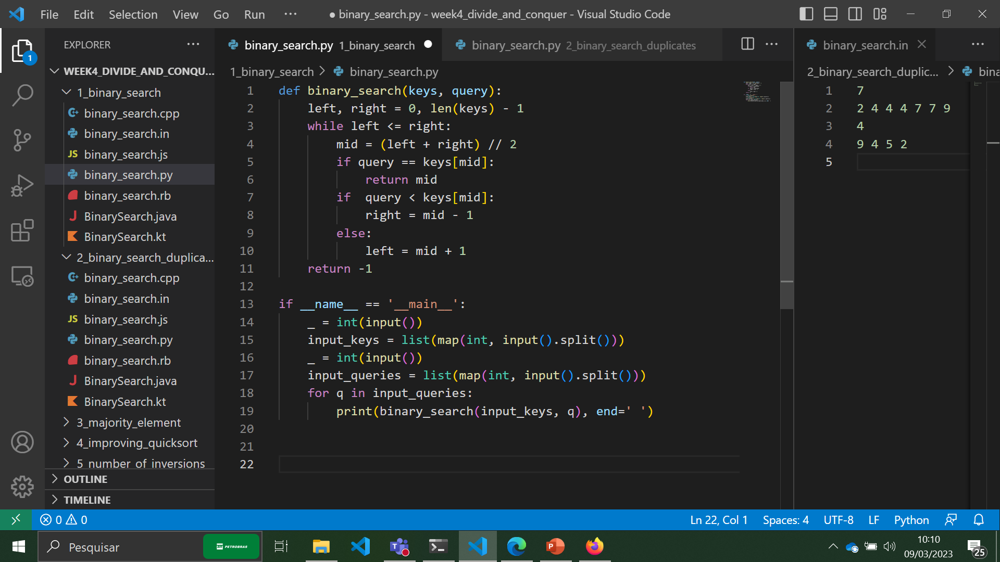 File Edit Selection View Go Run ··· ● binary_search.py - week4_divide_and_conquer - Visual Studio Code
EXPLORER ···
1
WEEK4_DIVIDE_AND_CONQU...
1_binary_search
binary_search.cpp
binary_search.in
JS binary_search.js
binary_search.py
binary_search.rb
J BinarySearch.java
BinarySearch.kt
2_binary_search_duplica...
binary_search.cpp
binary_search.in
JS binary_search.js
binary_search.py
binary_search.rb
J BinarySearch.java
BinarySearch.kt
3_majority_element
4_improving_quicksort
5_number_of_inversions
OUTLINE
TIMELINE
binary_search.py 1_binary_search ● binary_search.py 2_binary_search_duplicates ···
1_binary_search > binary_search.py
1 def binary_search(keys, query):
2 left, right = 0, len(keys) - 1
3 while left <= right:
4 mid = (left + right) // 2
5 if query == keys[mid]:
6 return mid
7 if  query < keys[mid]:
8 right = mid - 1
9 else:
10 left = mid + 1
11 return -1
12
13 if __name__ == '__main__':
14 _ = int(input())
15 input_keys = list(map(int, input().split()))
16 _ = int(input())
17 input_queries = list(map(int, input().split()))
18 for q in input_queries:
19 print(binary_search(input_keys, q), end=' ')
20
21
22
binary_search.in ···
2_binary_search_duplic... > bina
1 7
2 2 4 4 4 7 7 9
3 4
4 9 4 5 2
5
0 0 Ln 22, Col 1 Spaces: 4 UTF-8 LF Python
Pesquisar BR PETROBRAS
10:10
09/03/2023
25